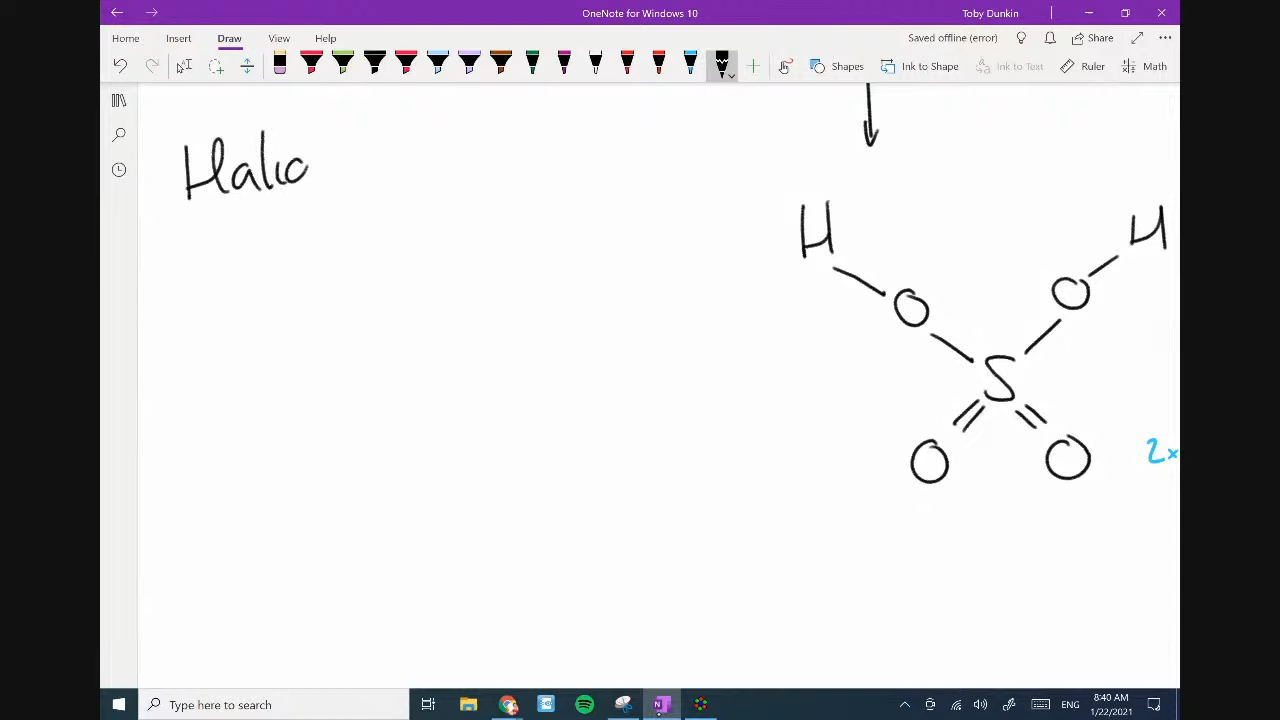 OneNote for Windows 10
Toby Dunkin
Home Insert Draw View Help
Saved offline (error) Share
Shapes Ink to Shape Ink to Text Ruler Math
Halo
H
H
O
O
S
O
O
2x
Type here to search
ENG
8:40 AM
1/22/2021